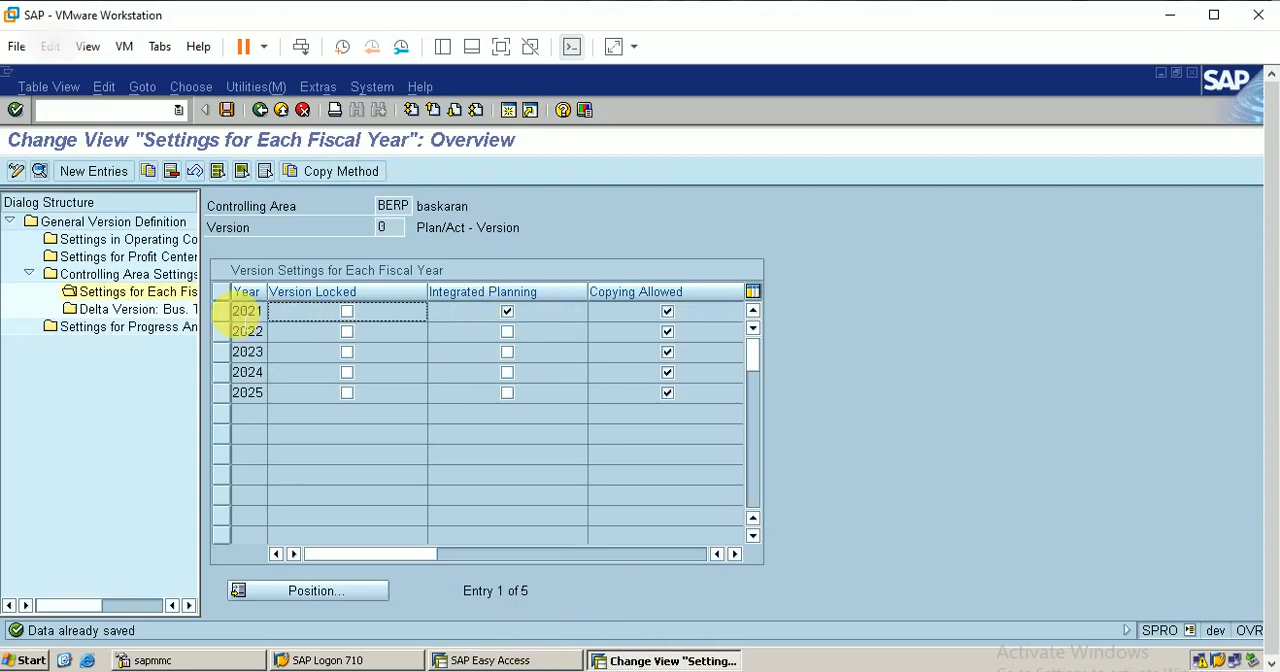 SAP - VMware Workstation
File Edit View VM Tabs Help
Table View Edit Goto Choose Utilities(M) Extras System Help
SAP
Change View "Settings for Each Fiscal Year": Overview
New Entries Copy Method
Dialog Structure
General Version Definition
Settings in Operating Co
Settings for Profit Center
Controlling Area Settings
Settings for Each Fis
Delta Version: Bus. T
Settings for Progress An
Controlling Area BERP baskaran
Version 0 Plan/Act - Version
Version Settings for Each Fiscal Year
Year Version Locked Integrated Planning Copying Allowed
2021
2022
2023
2024
2025
Position... Entry 1 of 5
Data already saved
SPRO dev OVR
Activate Windows
Start sapmmc SAP Logon 710 SAP Easy Access Change View "Setting...